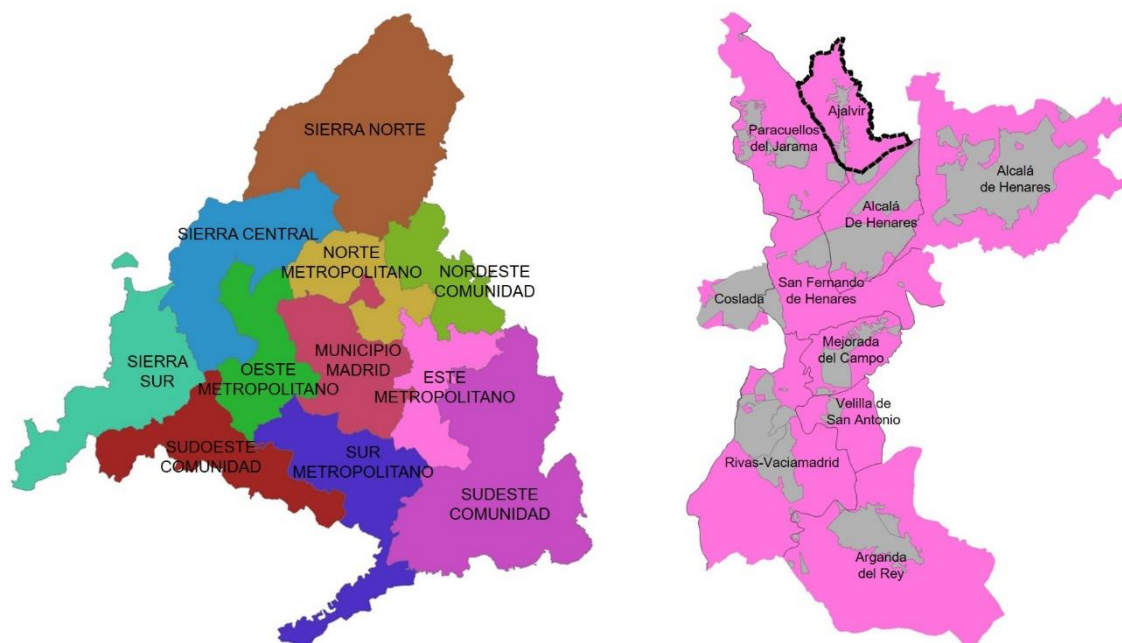 SIERRA NORTE
SIERRA CENTRAL
NORTE
METROPOLITANO
NORDESTE
COMUNIDAD
SIERRA
SUR
OESTE
METROPOLITANO
MUNICIPIO
MADRID
ESTE
METROPOLITANO
SUDOESTE
COMUNIDAD
SUR
METROPOLITANO
SUDESTE
COMUNIDAD
Ajalvir
Paracuellos
del Jarama
Alcalá
de Henares
Alcalá
De Henares
San Fernando
de Henares
Coslada
Mejorada
del Campo
Velilla de
San Antonio
Rivas-Vaciamadrid
Arganda
del Rey